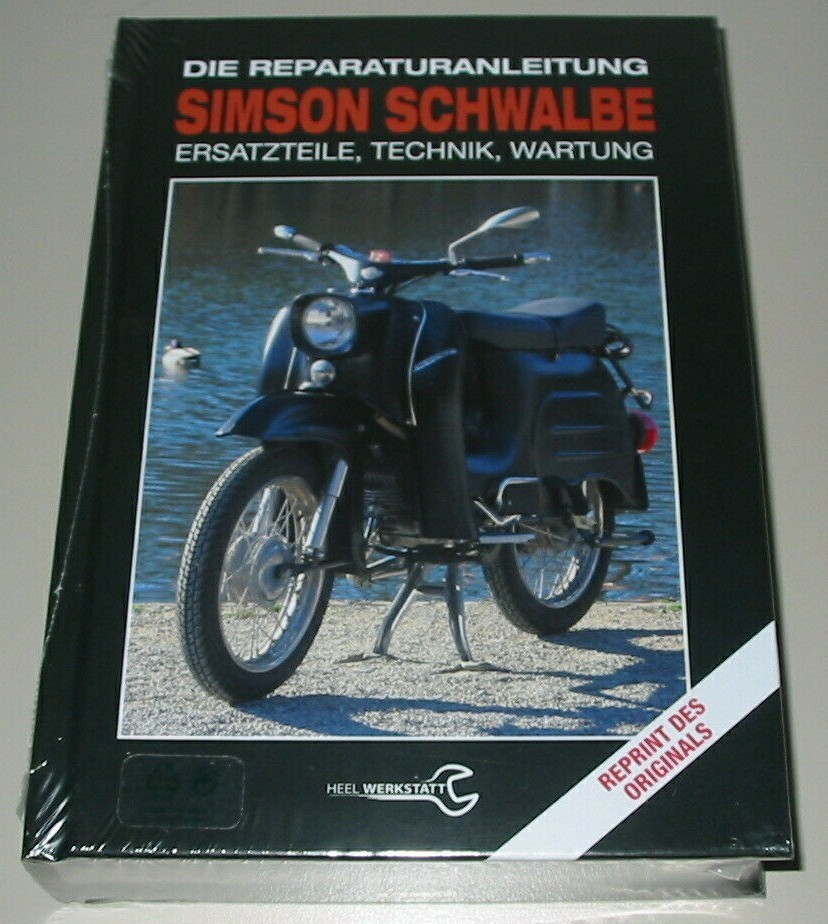 DIE REPARATURANLEITUNG
SIMSON SCHWALBE
ERSATZTEILE, TECHNIK, WARTUNG
HEEL WERKSTATT
REPRINT DES
ORIGINALS